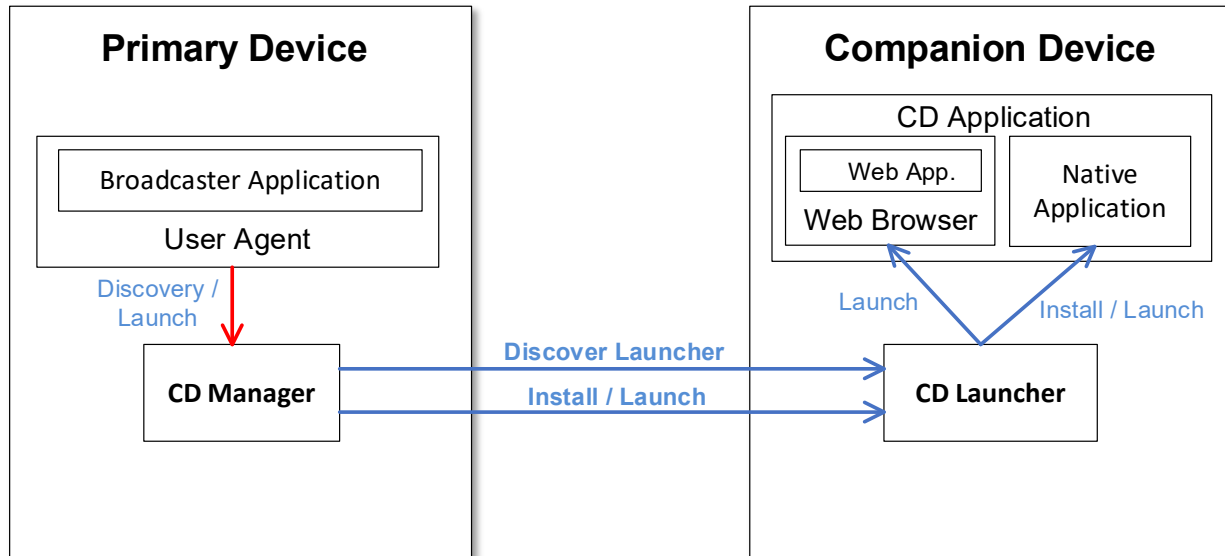 Primary Device
Broadcaster Application
User Agent
Discovery /
Launch
CD Manager
Discover Launcher
Install / Launch
Companion Device
CD Application
Web App.
Web Browser
Native
Application
Launch
Install / Launch
CD Launcher